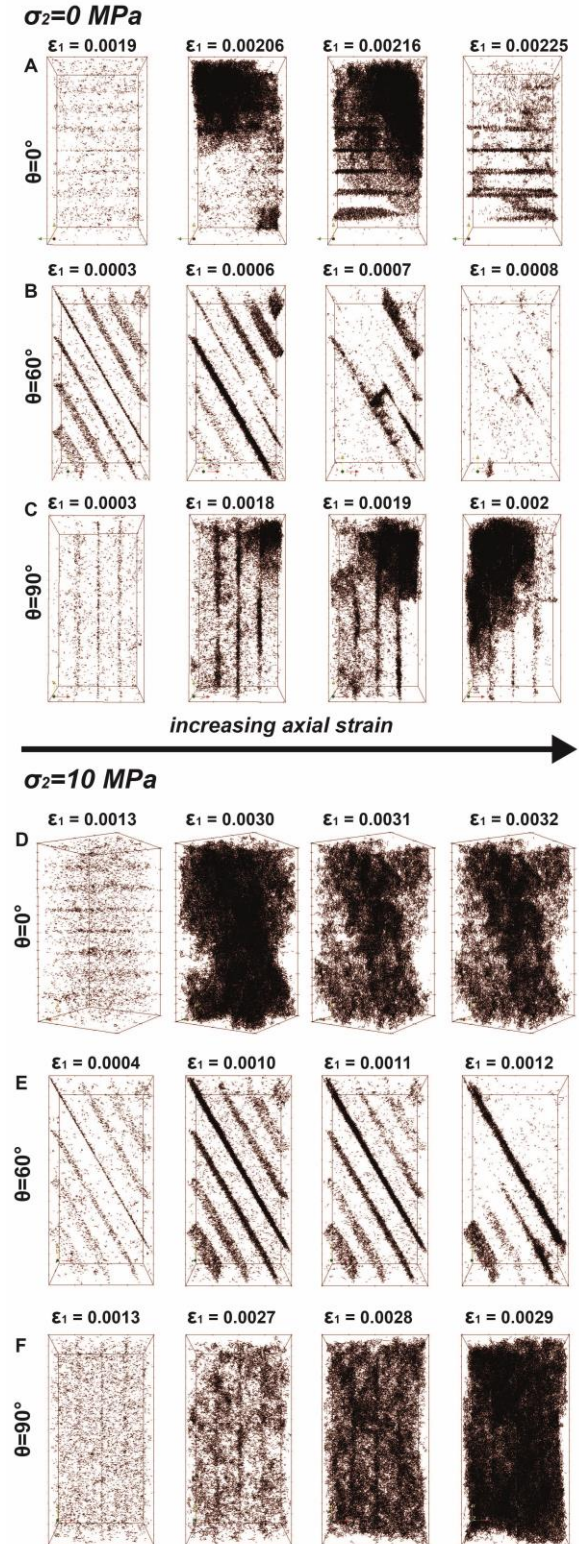 σ₂=0 MPa
ε₁ = 0.0019 ε₁ = 0.00206 ε₁ = 0.00216 ε₁ = 0.00225
A
θ=0°
ε₁ = 0.0003 ε₁ = 0.0006 ε₁ = 0.0007 ε₁ = 0.0008
B
θ=60°
ε₁ = 0.0003 ε₁ = 0.0018 ε₁ = 0.0019 ε₁ = 0.002
C
θ=90°
increasing axial strain
σ₂=10 MPa
ε₁ = 0.0013 ε₁ = 0.0030 ε₁ = 0.0031 ε₁ = 0.0032
D
θ=0°
ε₁ = 0.0004 ε₁ = 0.0010 ε₁ = 0.0011 ε₁ = 0.0012
E
θ=60°
ε₁ = 0.0013 ε₁ = 0.0027 ε₁ = 0.0028 ε₁ = 0.0029
F
θ=90°